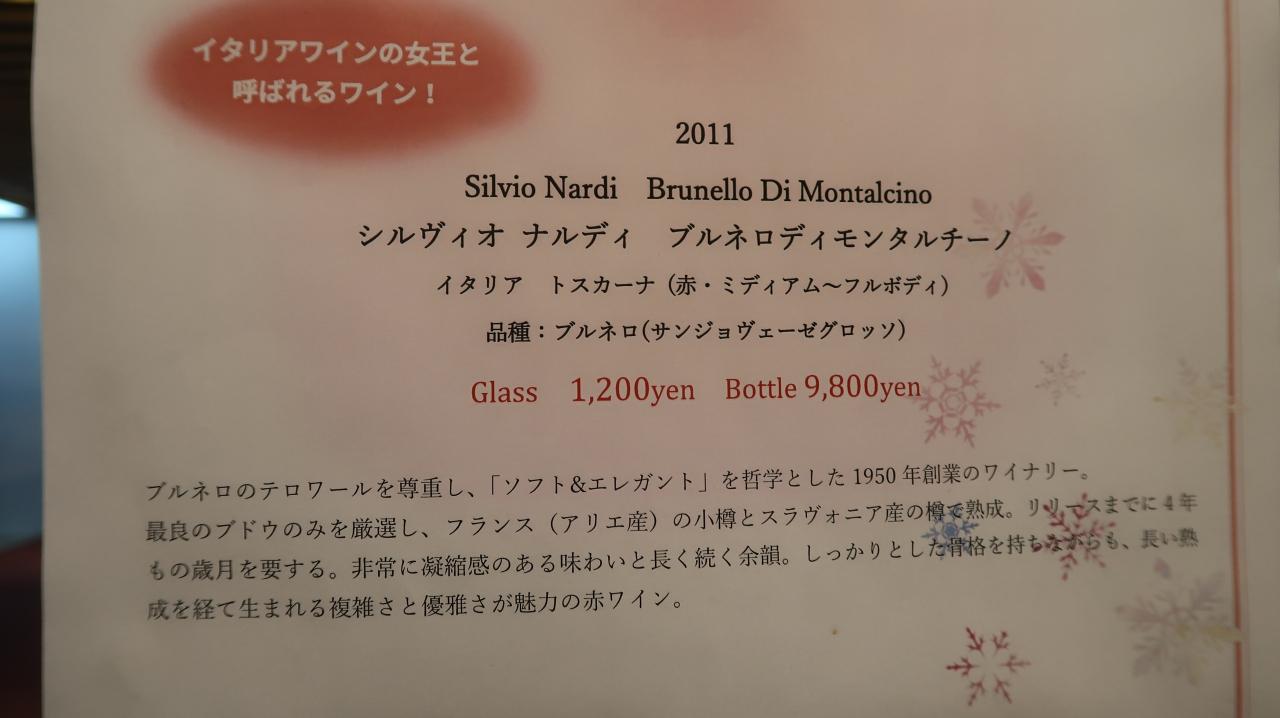 イタリアワインの女王と
呼ばれるワイン！
2011
Silvio Nardi　Brunello Di Montalcino
シルヴィオ ナルディ　ブルネロディモンタルチーノ
イタリア　トスカーナ（赤・ミディアム～フルボディ）
品種：ブルネロ(サンジョヴェーゼグロッソ)
Glass　1,200yen　Bottle 9,800yen
ブルネロのテロワールを尊重し、「ソフト&エレガント」を哲学とした 1950 年創業のワイナリー。
最良のブドウのみを厳選し、フランス（アリエ産）の小樽とスラヴォニア産の樽で熟成。リリースまでに 4 年
もの歳月を要する。非常に凝縮感のある味わいと長く続く余韻。しっかりとした骨格を持ちながらも、長い熟
成を経て生まれる複雑さと優雅さが魅力の赤ワイン。